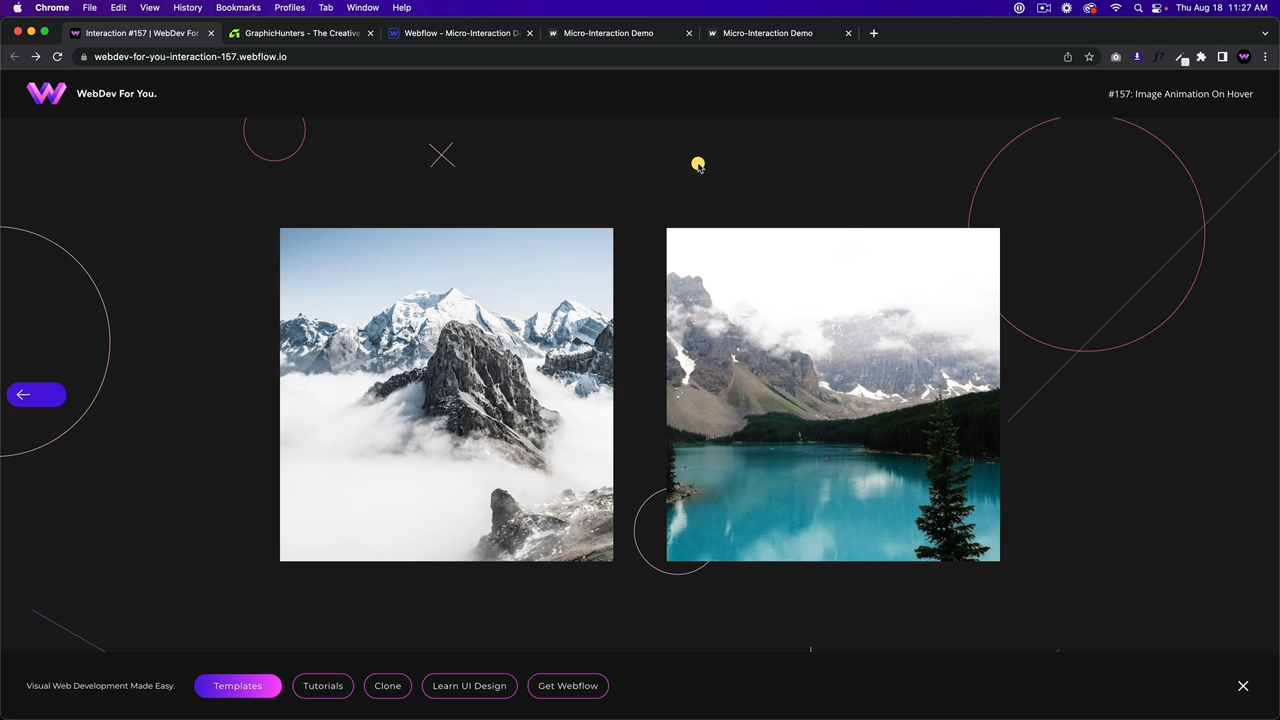 Chrome File Edit View History Bookmarks Profiles Tab Window Help Thu Aug 18 11:27 AM
Interaction #157 | WebDev For GraphicHunters - The Creative Webflow - Micro-Interaction D Micro-Interaction Demo Micro-Interaction Demo
webdev-for-you-interaction-157.webflow.io
WebDev For You. #157: Image Animation On Hover
Visual Web Development Made Easy. Templates Tutorials Clone Learn UI Design Get Webflow